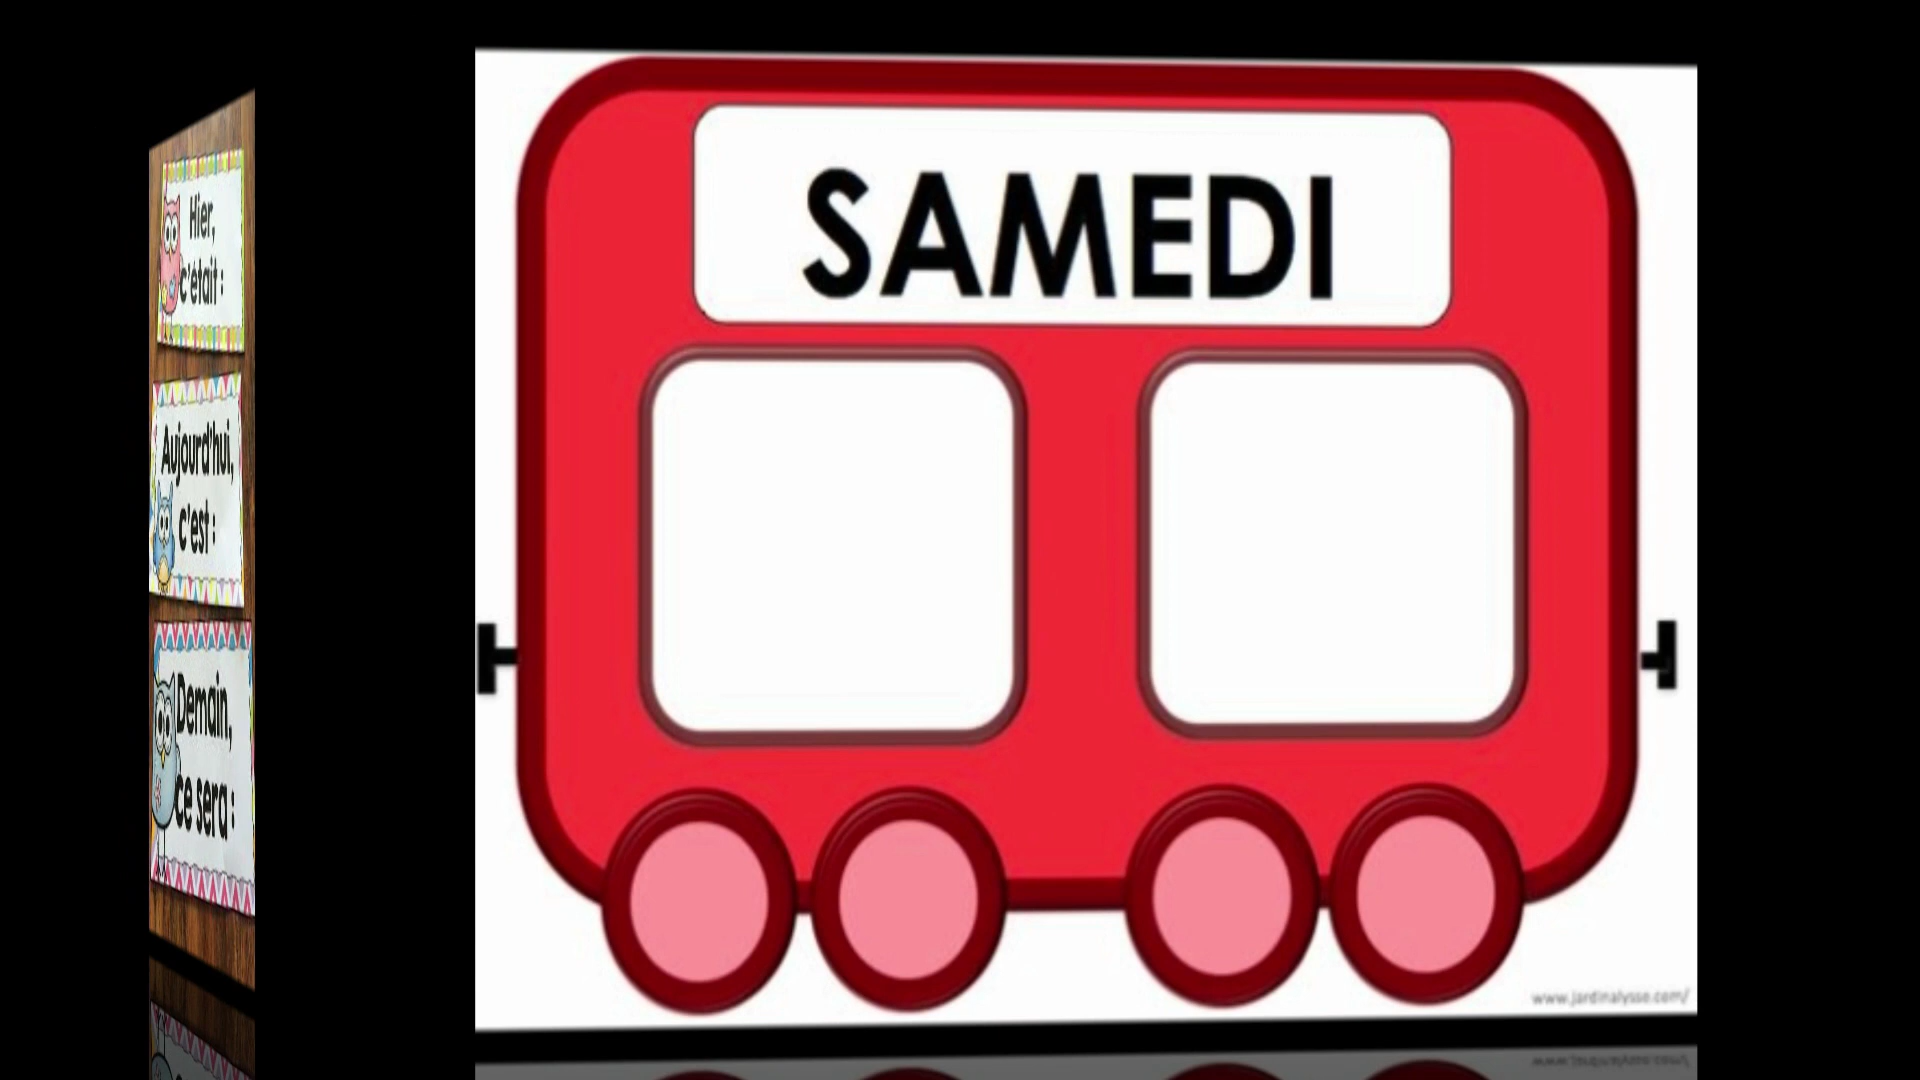 Hier,
c'était :
Aujourd'hui,
c'est :
Demain,
ce sera :
SAMEDI
www.jardinalysse.com/